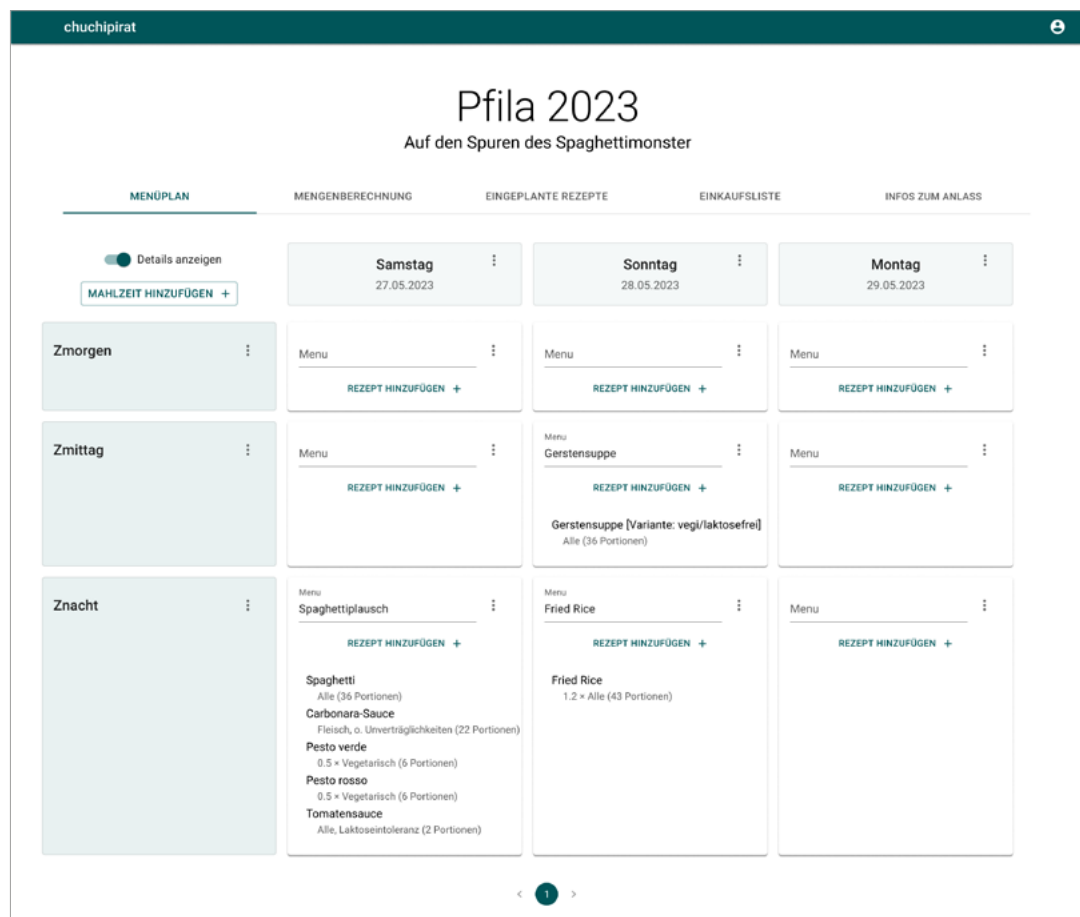 chuchipirat
Pfila 2023
Auf den Spuren des Spaghettimonster
MENÜPLAN
MENGENBERECHNUNG
EINGEPLANTE REZEPTE
EINKAUFSLISTE
INFOS ZUM ANLASS
Details anzeigen
MAHLZEIT HINZUFÜGEN +
Samstag
27.05.2023
Sonntag
28.05.2023
Montag
29.05.2023
Zmorgen
Menu
REZEPT HINZUFÜGEN +
Menu
REZEPT HINZUFÜGEN +
Menu
REZEPT HINZUFÜGEN +
Zmittag
Menu
REZEPT HINZUFÜGEN +
Menu
Gerstensuppe
REZEPT HINZUFÜGEN +
Gerstensuppe [Variante: vegi/laktosefrei]
Alle (36 Portionen)
Menu
REZEPT HINZUFÜGEN +
Znacht
Menu
Spaghettiplausch
REZEPT HINZUFÜGEN +
Spaghetti
Alle (36 Portionen)
Carbonara-Sauce
Fleisch, o. Unverträglichkeiten (22 Portionen)
Pesto verde
0.5 × Vegetarisch (6 Portionen)
Pesto rosso
0.5 × Vegetarisch (6 Portionen)
Tomatensauce
Alle, Laktoseintoleranz (2 Portionen)
Menu
Fried Rice
REZEPT HINZUFÜGEN +
Fried Rice
1.2 × Alle (43 Portionen)
Menu
REZEPT HINZUFÜGEN +
< 1 >